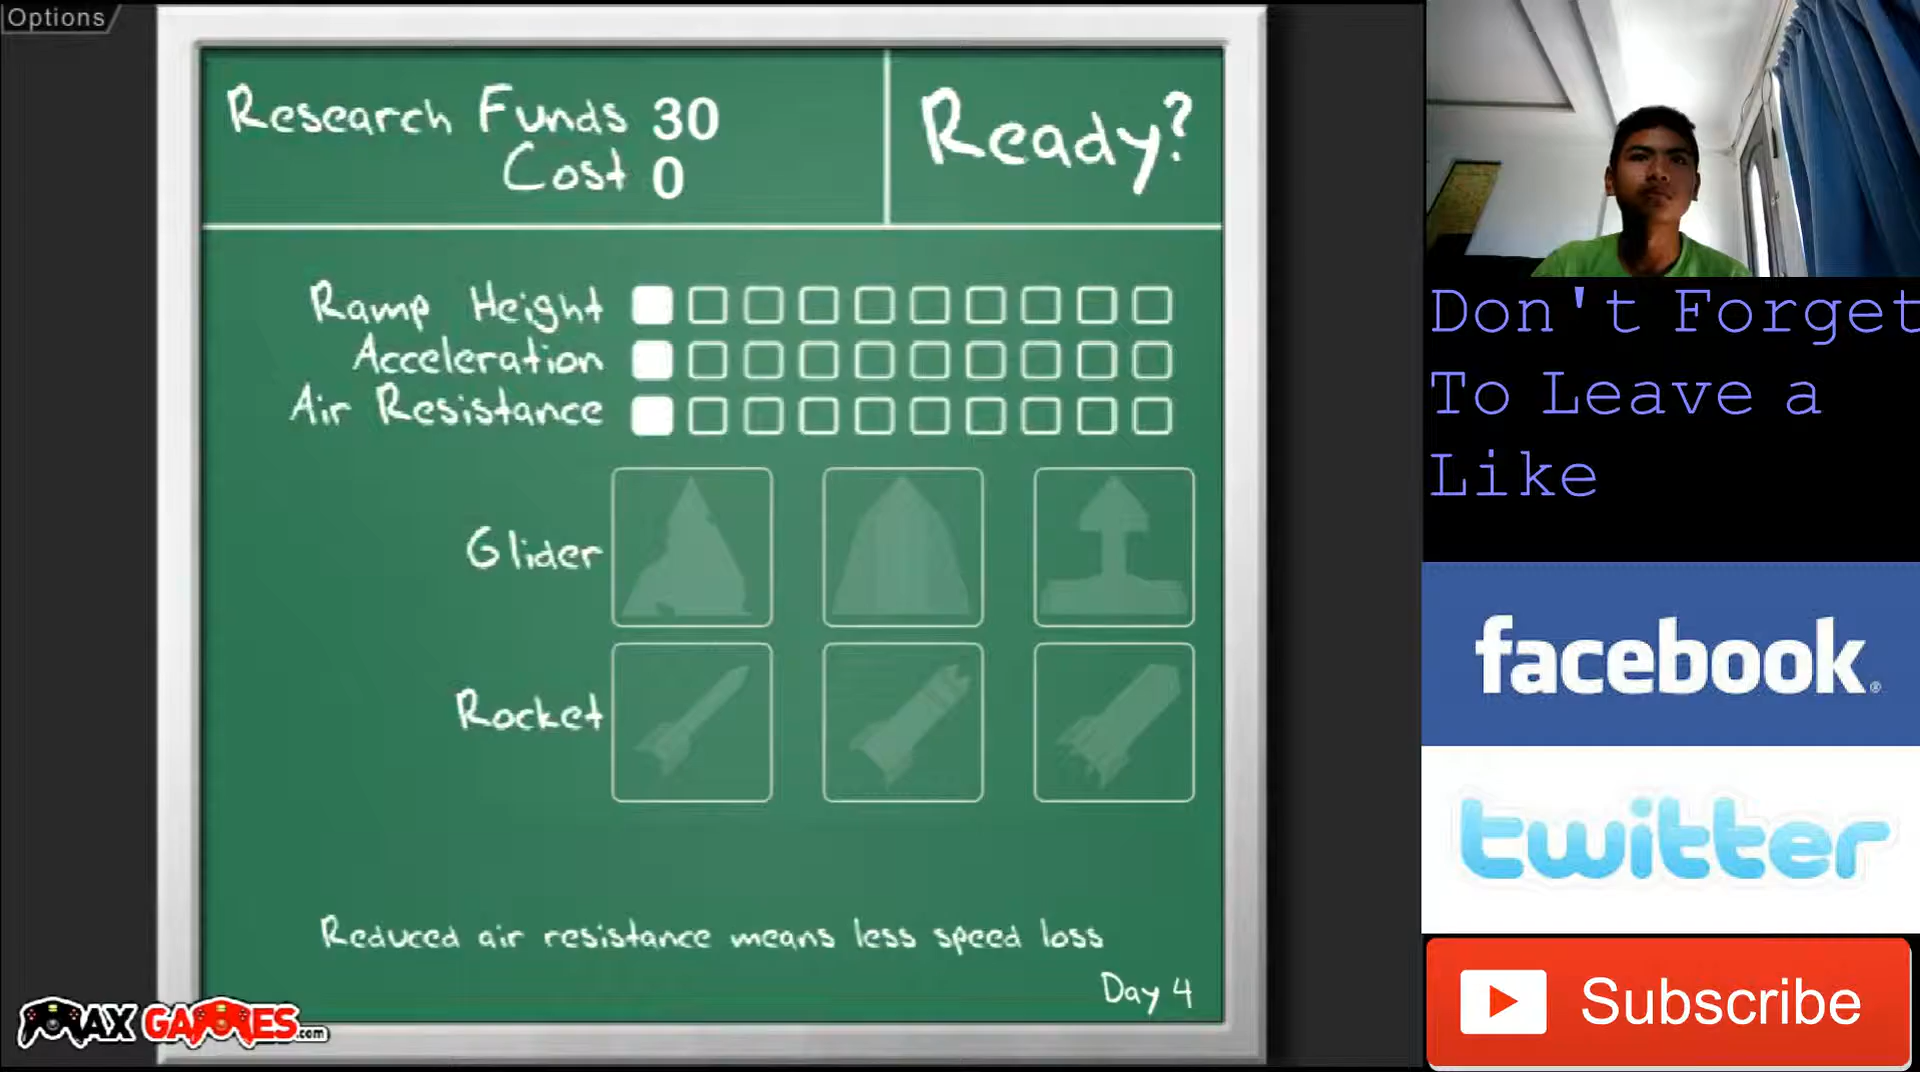 Options
Research Funds 30
Cost 0
Ready?
Ramp Height
Acceleration
Air Resistance
Glider
Rocket
Reduced air resistance means less speed loss
Day 4
MAX GAMES.com
Don't Forget
To Leave a
Like
facebook®
twitter
Subscribe